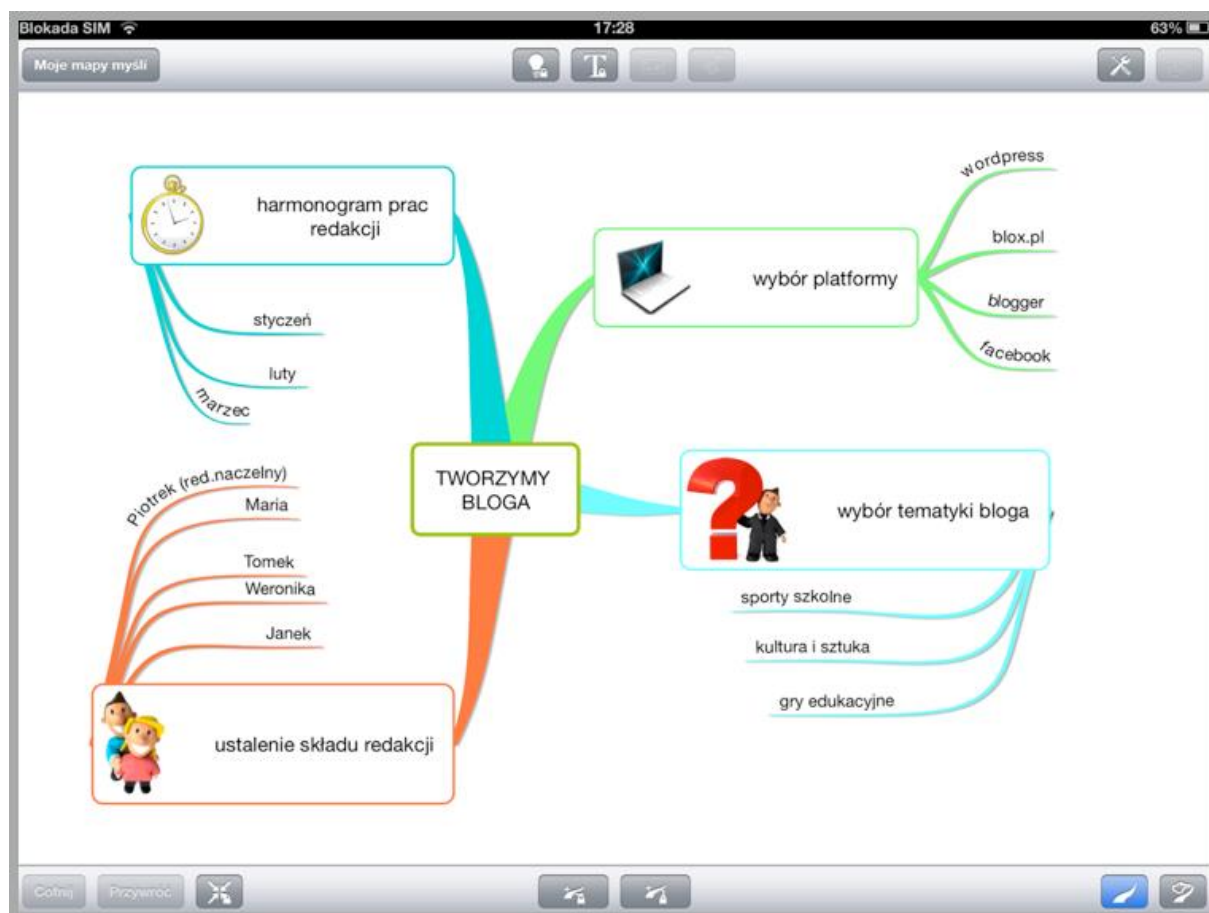 Blokada SIM
17:28
63%
Moje mapy myśli
T
harmonogram prac
redakcji
styczeń
luty
marzec
wybór platformy
wordpress
blox.pl
blogger
facebook
TWORZYMY
BLOGA
wybór tematyki bloga
sporty szkolne
kultura i sztuka
gry edukacyjne
Piotrek (red.naczelny)
Maria
Tomek
Weronika
Janek
ustalenie składu redakcji
Cofnij
Przywróć